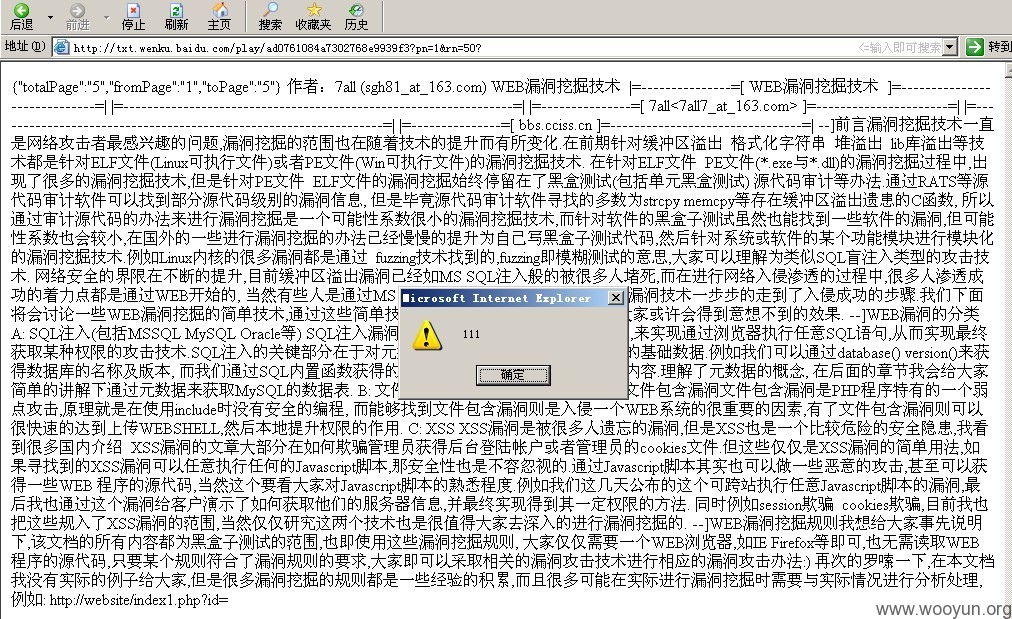 后退 前进 停止 刷新 主页 搜索 收藏夹 历史
地址(D) http://txt.wenku.baidu.com/play/ad0761084a7302768e9939f3?pn=1&rn=50? <=输入即可搜索 转到
{"totalPage":"5","fromPage":"1","toPage":"5"} 作者：7all (sgh81_at_163.com) WEB漏洞挖掘技术 |=---------------=[ WEB漏洞挖掘技术 ]=----------------
-----------------=| |=-----------------------------------------------------------------------=| |=---------------=[ 7all<7all7_at_163.com> ]=-----------------------=| |=---
--------------------------------------------------------------------=| |=---------------=[ bbs.cciss.cn ]=---------------------------------=| --]前言漏洞挖掘技术一直
是网络攻击者最感兴趣的问题,漏洞挖掘的范围也在随着技术的提升而有所变化.在前期针对缓冲区溢出 格式化字符串 堆溢出 lib库溢出等技
术都是针对ELF文件(Linux可执行文件)或者PE文件(Win可执行文件)的漏洞挖掘技术. 在针对ELF文件 PE文件(*.exe与*.dll)的漏洞挖掘过程中,出
现了很多的漏洞挖掘技术,但是针对PE文件 ELF文件的漏洞挖掘始终停留在了黑盒测试(包括单元黑盒测试) 源代码审计等办法.通过RATS等源
代码审计软件可以找到部分源代码级别的漏洞信息, 但是毕竟源代码审计软件寻找的多数为strcpy memcpy等存在缓冲区溢出遗患的C函数, 所以
通过审计源代码的办法来进行漏洞挖掘是一个可能性系数很小的漏洞挖掘技术,而针对软件的黑盒子测试虽然也能找到一些软件的漏洞,但可能
性系数也会较小,在国外的一些进行漏洞挖掘的办法已经慢慢的提升为自己写黑盒子测试代码,然后针对系统或软件的某个功能模块进行模块化
的漏洞挖掘技术.例如Linux内核的很多漏洞都是通过 fuzzing技术找到的,fuzzing即模糊测试的意思,大家可以理解为类似SQL盲注入类型的攻击技
术. 网络安全的界限在不断的提升,目前缓冲区溢出漏洞已经如MS SQL注入般的被很多人堵死,而在进行网络入侵渗透的过程中,很多人渗透成
功的着力点都是通过WEB开始的, 当然有些人是通过MS 漏洞技术一步步的走到了入侵成功的步骤.我们下面
将会讨论一些WEB漏洞挖掘的简单技术,通过这些简单技 家或许会得到意想不到的效果. --]WEB漏洞的分类
A: SQL注入(包括MSSQL MySQL Oracle等) SQL注入漏洞 ,来实现通过浏览器执行任意SQL语句,从而实现最终
获取某种权限的攻击技术.SQL注入的关键部分在于对元 的基础数据.例如我们可以通过database() version()来获
得数据库的名称及版本, 而我们通过SQL内置函数获得的 内容.理解了元数据的概念, 在后面的章节我会给大家
简单的讲解下通过元数据来获取MySQL的数据表. B: 文件 文件包含漏洞文件包含漏洞是PHP程序特有的一个弱
点攻击,原理就是在使用include时没有安全的编程, 而能够找到文件包含漏洞则是入侵一个WEB系统的很重要的因素,有了文件包含漏洞则可以
很快速的达到上传WEBSHELL,然后本地提升权限的作用. C: XSS XSS漏洞是被很多人遗忘的漏洞,但是XSS也是一个比较危险的安全隐患,我看
到很多国内介绍 XSS漏洞的文章大部分在如何欺骗管理员获得后台登陆帐户或者管理员的cookies文件.但这些仅仅是XSS漏洞的简单用法,如
果寻找到的XSS漏洞可以任意执行任何的Javascript脚本,那安全性也是不容忽视的.通过Javascript脚本其实也可以做一些恶意的攻击,甚至可以获
得一些WEB 程序的源代码,当然这个要看大家对Javascript脚本的熟悉程度.例如我们这几天公布的这个可跨站执行任意Javascript脚本的漏洞,最
后我也通过这个漏洞给客户演示了如何获取他们的服务器信息,并最终实现得到其一定权限的方法. 同时例如session欺骗 cookies欺骗,目前我也
把这些规入了XSS漏洞的范围,当然仅仅研究这两个技术也是很值得大家去深入的进行漏洞挖掘的. --]WEB漏洞挖掘规则我想给大家事先说明
下,该文档的所有内容都为黑盒子测试的范围,也即使用这些漏洞挖掘规则, 大家仅仅需要一个WEB浏览器,如IE Firefox等即可,也无需读取WEB
程序的源代码,只要某个规则符合了漏洞规则的要求,大家即可以采取相关的漏洞攻击技术进行相应的漏洞攻击办法:) 再次的罗嗦一下,在本文档
我没有实际的例子给大家,但是很多漏洞挖掘的规则都是一些经验的积累,而且很多可能在实际进行漏洞挖掘时需要与实际情况进行分析处理,
例如: http://website/index1.php?id=
Microsoft Internet Explorer
111
确定
www.wooyun.org